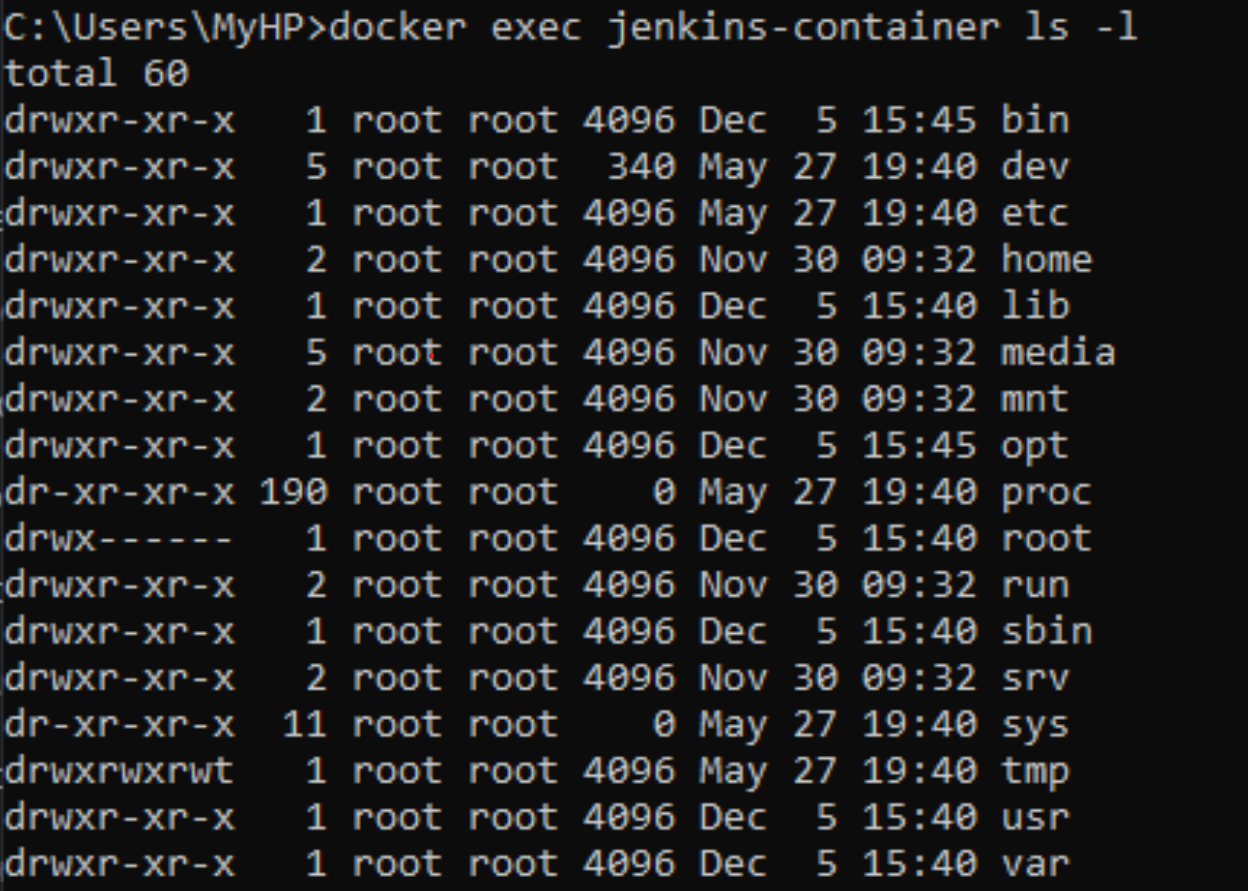 C:\Users\MyHP>docker exec jenkins-container ls -l
total 60
drwxr-xr-x   1 root root 4096 Dec  5 15:45 bin
drwxr-xr-x   5 root root  340 May 27 19:40 dev
drwxr-xr-x   1 root root 4096 May 27 19:40 etc
drwxr-xr-x   2 root root 4096 Nov 30 09:32 home
drwxr-xr-x   1 root root 4096 Dec  5 15:40 lib
drwxr-xr-x   5 root root 4096 Nov 30 09:32 media
drwxr-xr-x   2 root root 4096 Nov 30 09:32 mnt
drwxr-xr-x   1 root root 4096 Dec  5 15:45 opt
dr-xr-xr-x 190 root root    0 May 27 19:40 proc
drwx------   1 root root 4096 Dec  5 15:40 root
drwxr-xr-x   2 root root 4096 Nov 30 09:32 run
drwxr-xr-x   1 root root 4096 Dec  5 15:40 sbin
drwxr-xr-x   2 root root 4096 Nov 30 09:32 srv
dr-xr-xr-x  11 root root    0 May 27 19:40 sys
drwxrwxrwt   1 root root 4096 May 27 19:40 tmp
drwxr-xr-x   1 root root 4096 Dec  5 15:40 usr
drwxr-xr-x   1 root root 4096 Dec  5 15:40 var